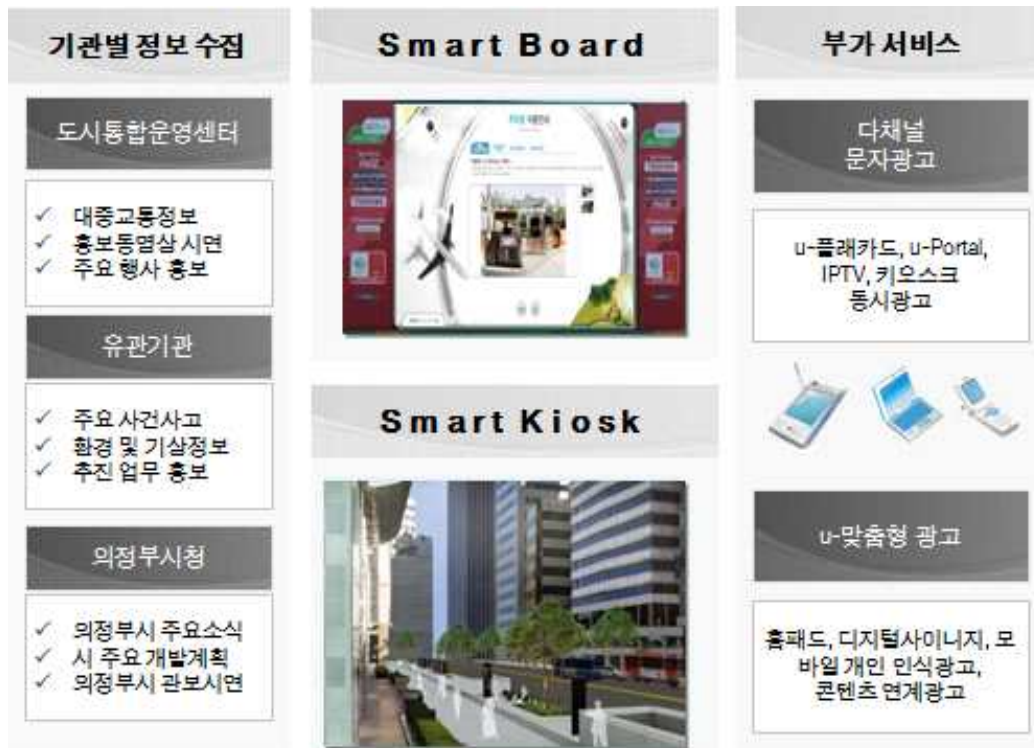 기관별 정보 수집
도시통합운영센터
✓ 대중교통정보
✓ 홍보동영상 시연
✓ 주요 행사 홍보
유관기관
✓ 주요 사건사고
✓ 환경 및 기상정보
✓ 추진 업무 홍보
의정부시청
✓ 의정부시 주요소식
✓ 시 주요 개발계획
✓ 의정부시 관보시연
Smart Board
Smart Kiosk
부가 서비스
다채널
문자광고
u-플래카드, u-Portal,
IPTV, 키오스크
동시광고
u-맞춤형 광고
홈패드, 디지털사이니지, 모
바일 개인 인식광고,
콘텐츠 연계광고